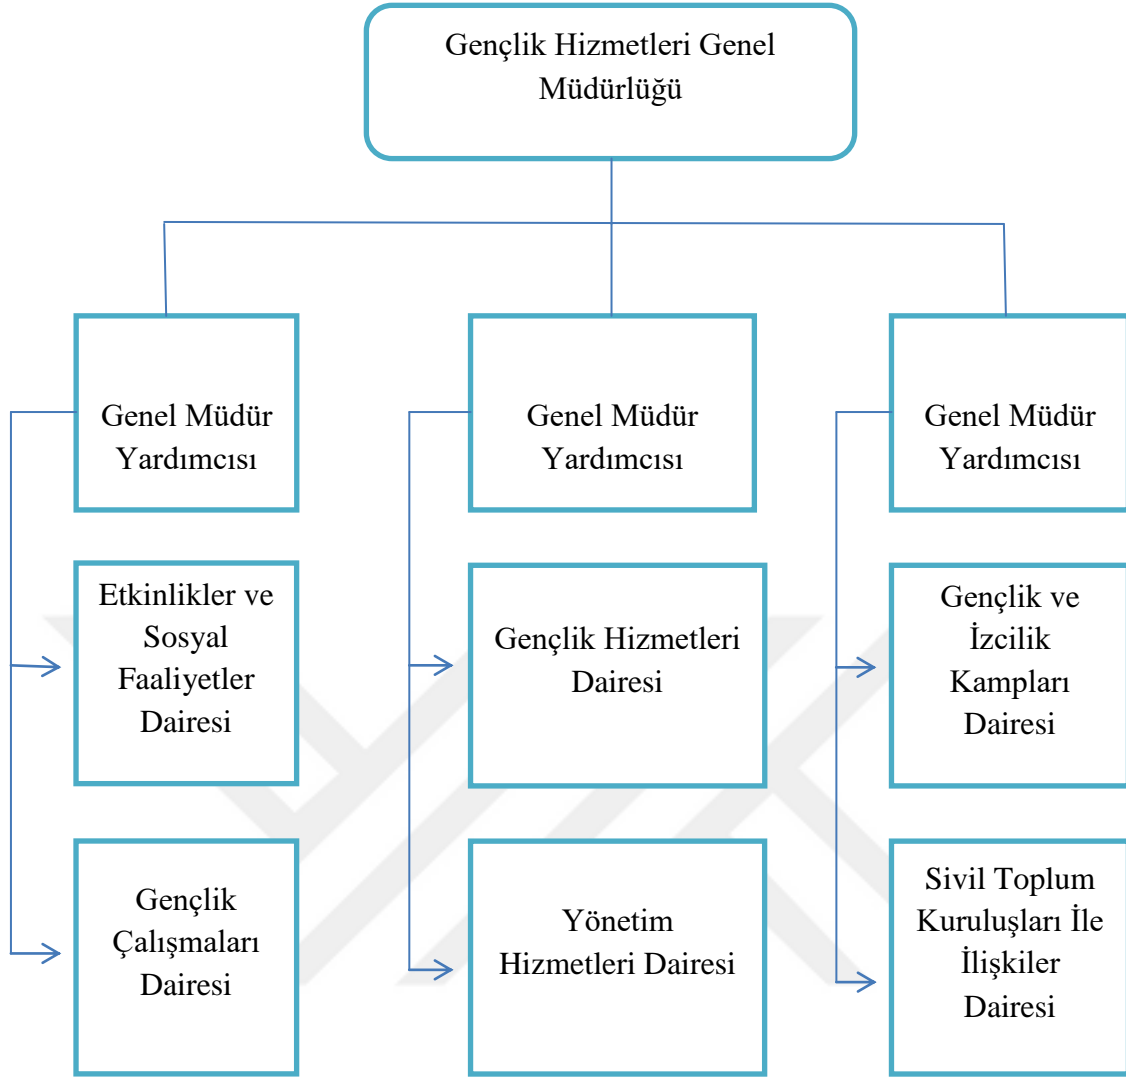 Gençlik Hizmetleri Genel
Müdürlüğü
Genel Müdür
Yardımcısı
Genel Müdür
Yardımcısı
Genel Müdür
Yardımcısı
Etkinlikler ve
Sosyal
Faaliyetler
Dairesi
Gençlik Hizmetleri
Dairesi
Gençlik ve
İzcilik
Kampları
Dairesi
Gençlik
Çalışmaları
Dairesi
Yönetim
Hizmetleri Dairesi
Sivil Toplum
Kuruluşları İle
İlişkiler
Dairesi